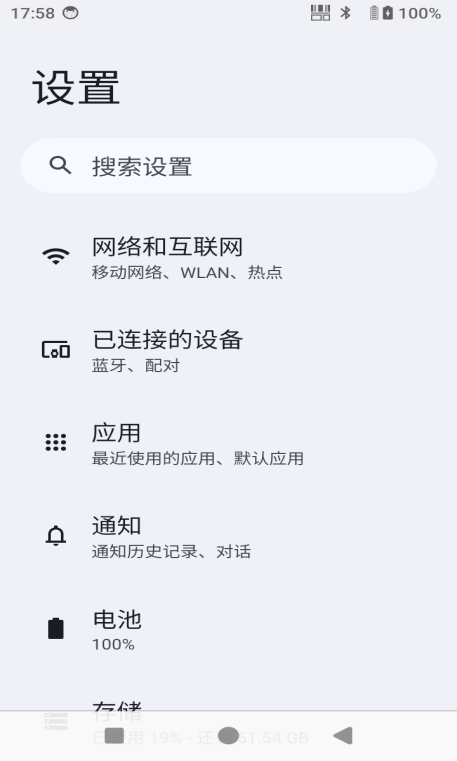 17:58 100%
设置
搜索设置
网络和互联网
移动网络、WLAN、热点
已连接的设备
蓝牙、配对
应用
最近使用的应用、默认应用
通知
通知历史记录、对话
电池
100%
存储
已 用 19% - 还 51.54 GB